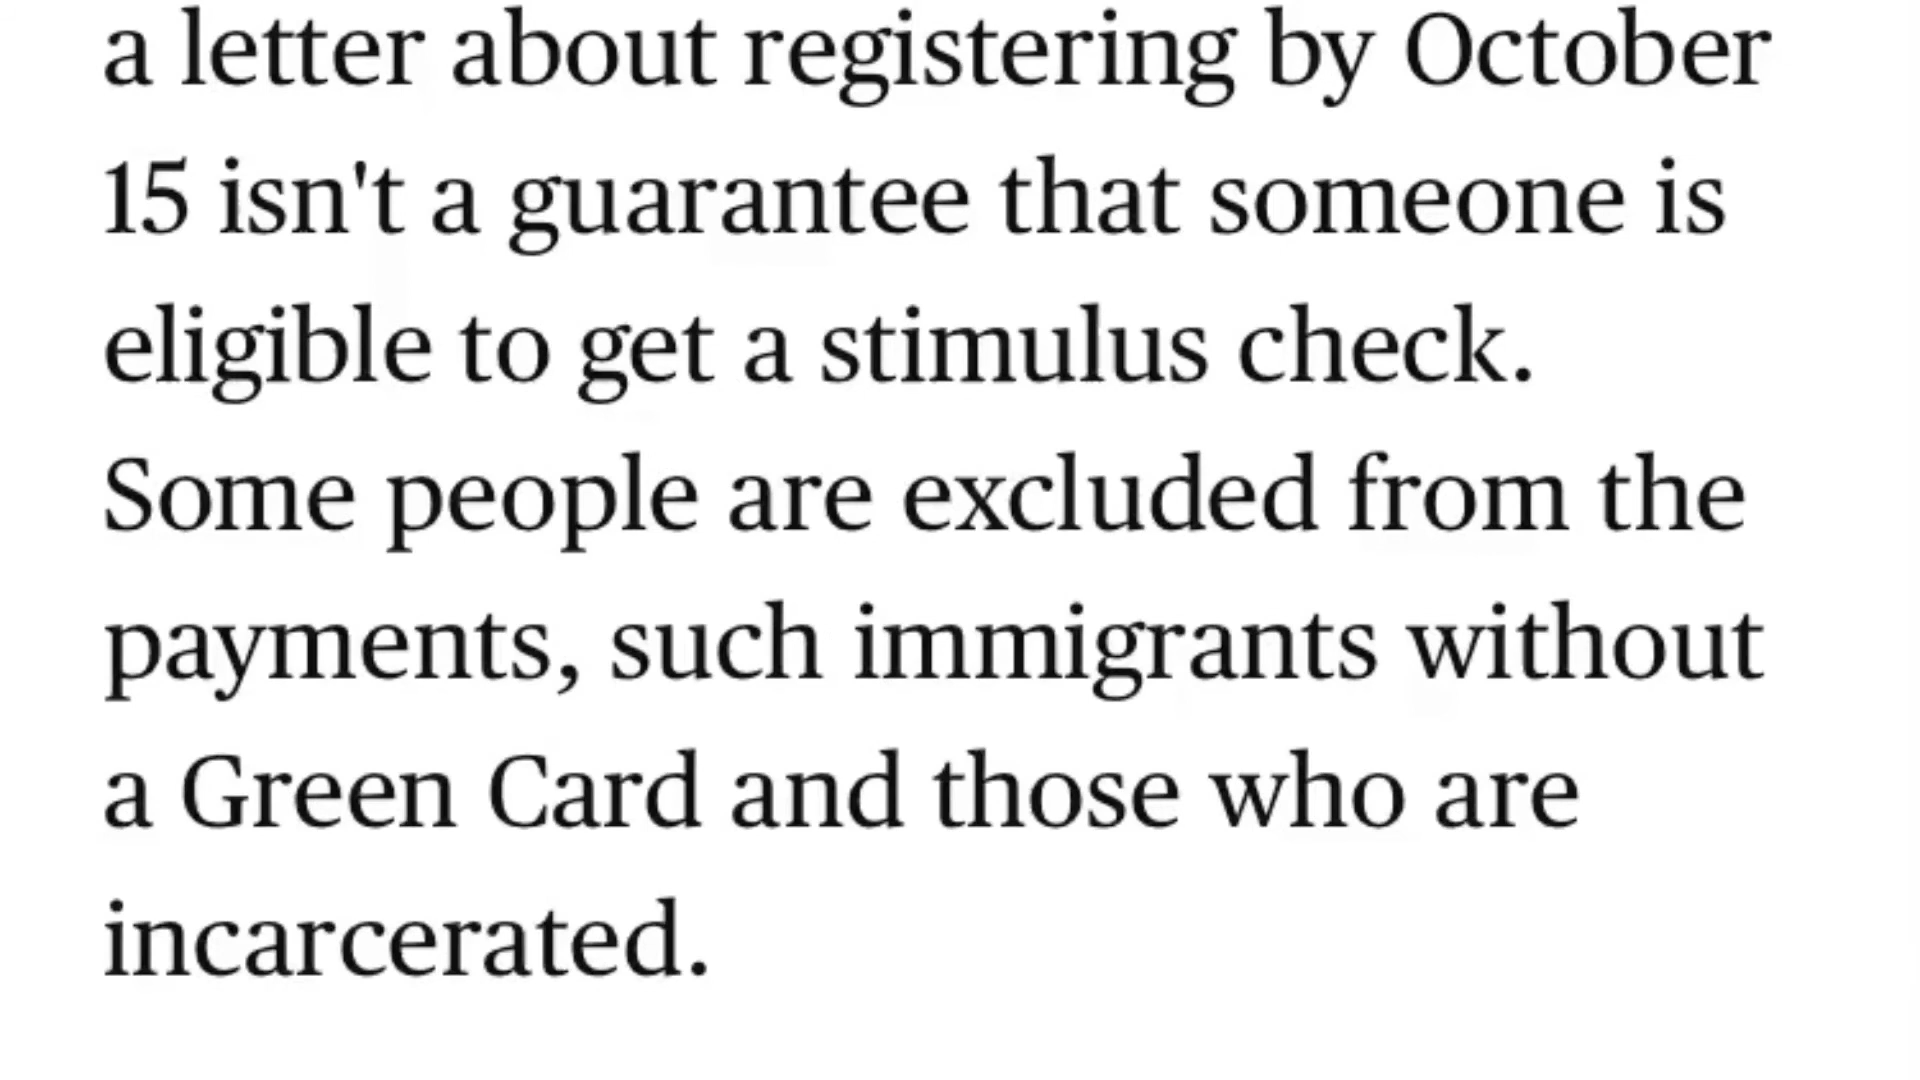 a letter about registering by October
15 isn't a guarantee that someone is
eligible to get a stimulus check.
Some people are excluded from the
payments, such immigrants without
a Green Card and those who are
incarcerated.